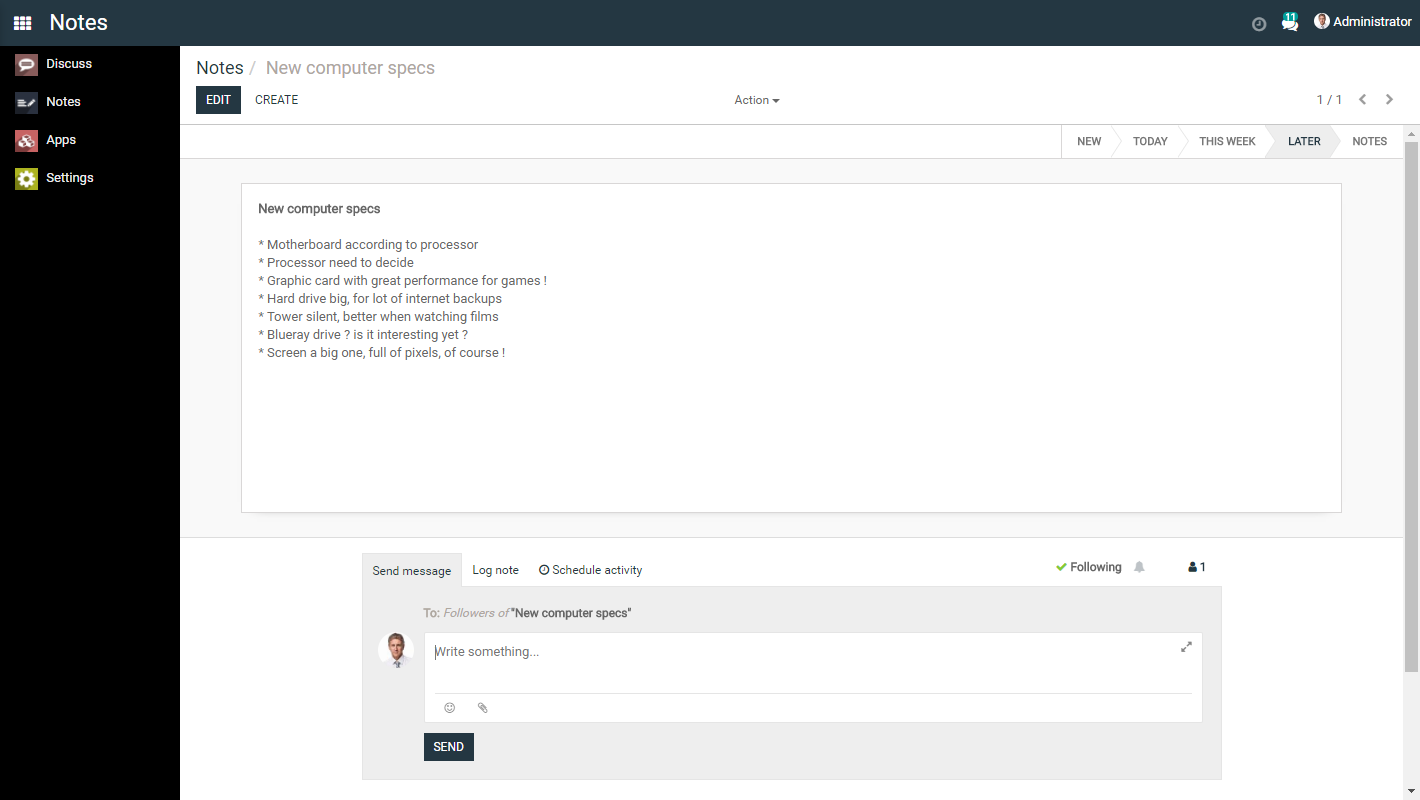 Notes
11
Administrator
Discuss
Notes
Apps
Settings
Notes / New computer specs
EDIT CREATE
Action
1 / 1
NEW TODAY THIS WEEK LATER NOTES
New computer specs
* Motherboard according to processor
* Processor need to decide
* Graphic card with great performance for games !
* Hard drive big, for lot of internet backups
* Tower silent, better when watching films
* Blueray drive ? is it interesting yet ?
* Screen a big one, full of pixels, of course !
Send message Log note Schedule activity
Following 1
To: Followers of "New computer specs"
Write something...
SEND